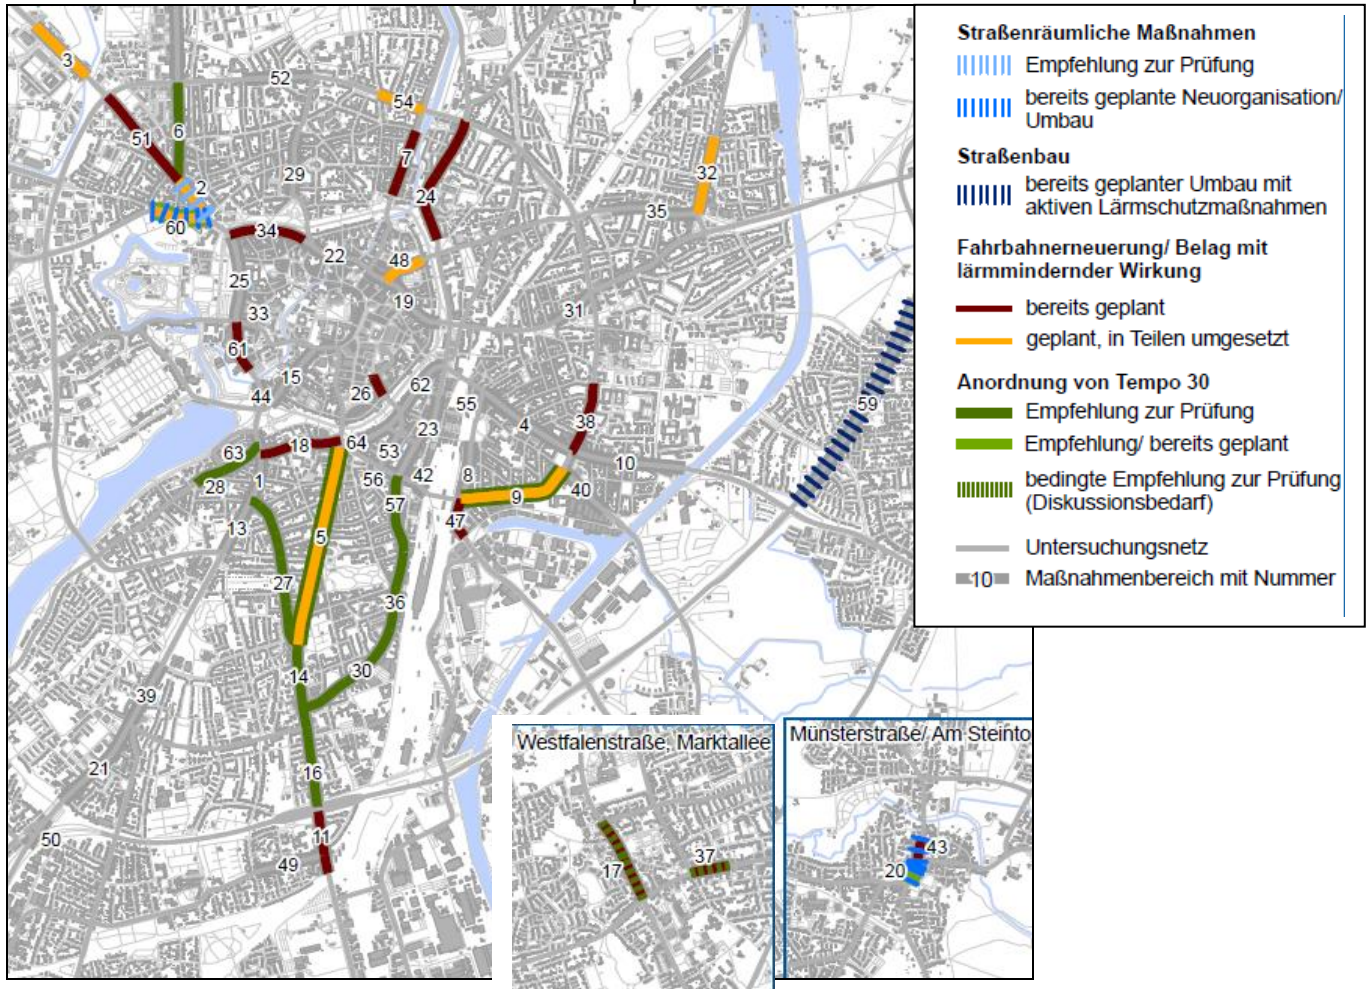 Straßenräumliche Maßnahmen
Empfehlung zur Prüfung
bereits geplante Neuorganisation/
Umbau
Straßenbau
bereits geplanter Umbau mit
aktiven Lärmschutzmaßnahmen
Fahrbahnerneuerung/ Belag mit
lärmmindernder Wirkung
bereits geplant
geplant, in Teilen umgesetzt
Anordnung von Tempo 30
Empfehlung zur Prüfung
Empfehlung/ bereits geplant
bedingte Empfehlung zur Prüfung
(Diskussionsbedarf)
Untersuchungsnetz
10 Maßnahmenbereich mit Nummer
3
52
54
51
6
7
29
2
24
32
35
60
34
22
48
25
19
33
31
61
15
44
26
62
55
59
4
38
23
64
18
53
63
10
28
1
56
42
8
9
40
57
47
13
5
27
36
14
30
39
16
21
11
50
49
Westfalenstraße, Marktallee
17
37
Münsterstraße/ Am Steinto
43
20